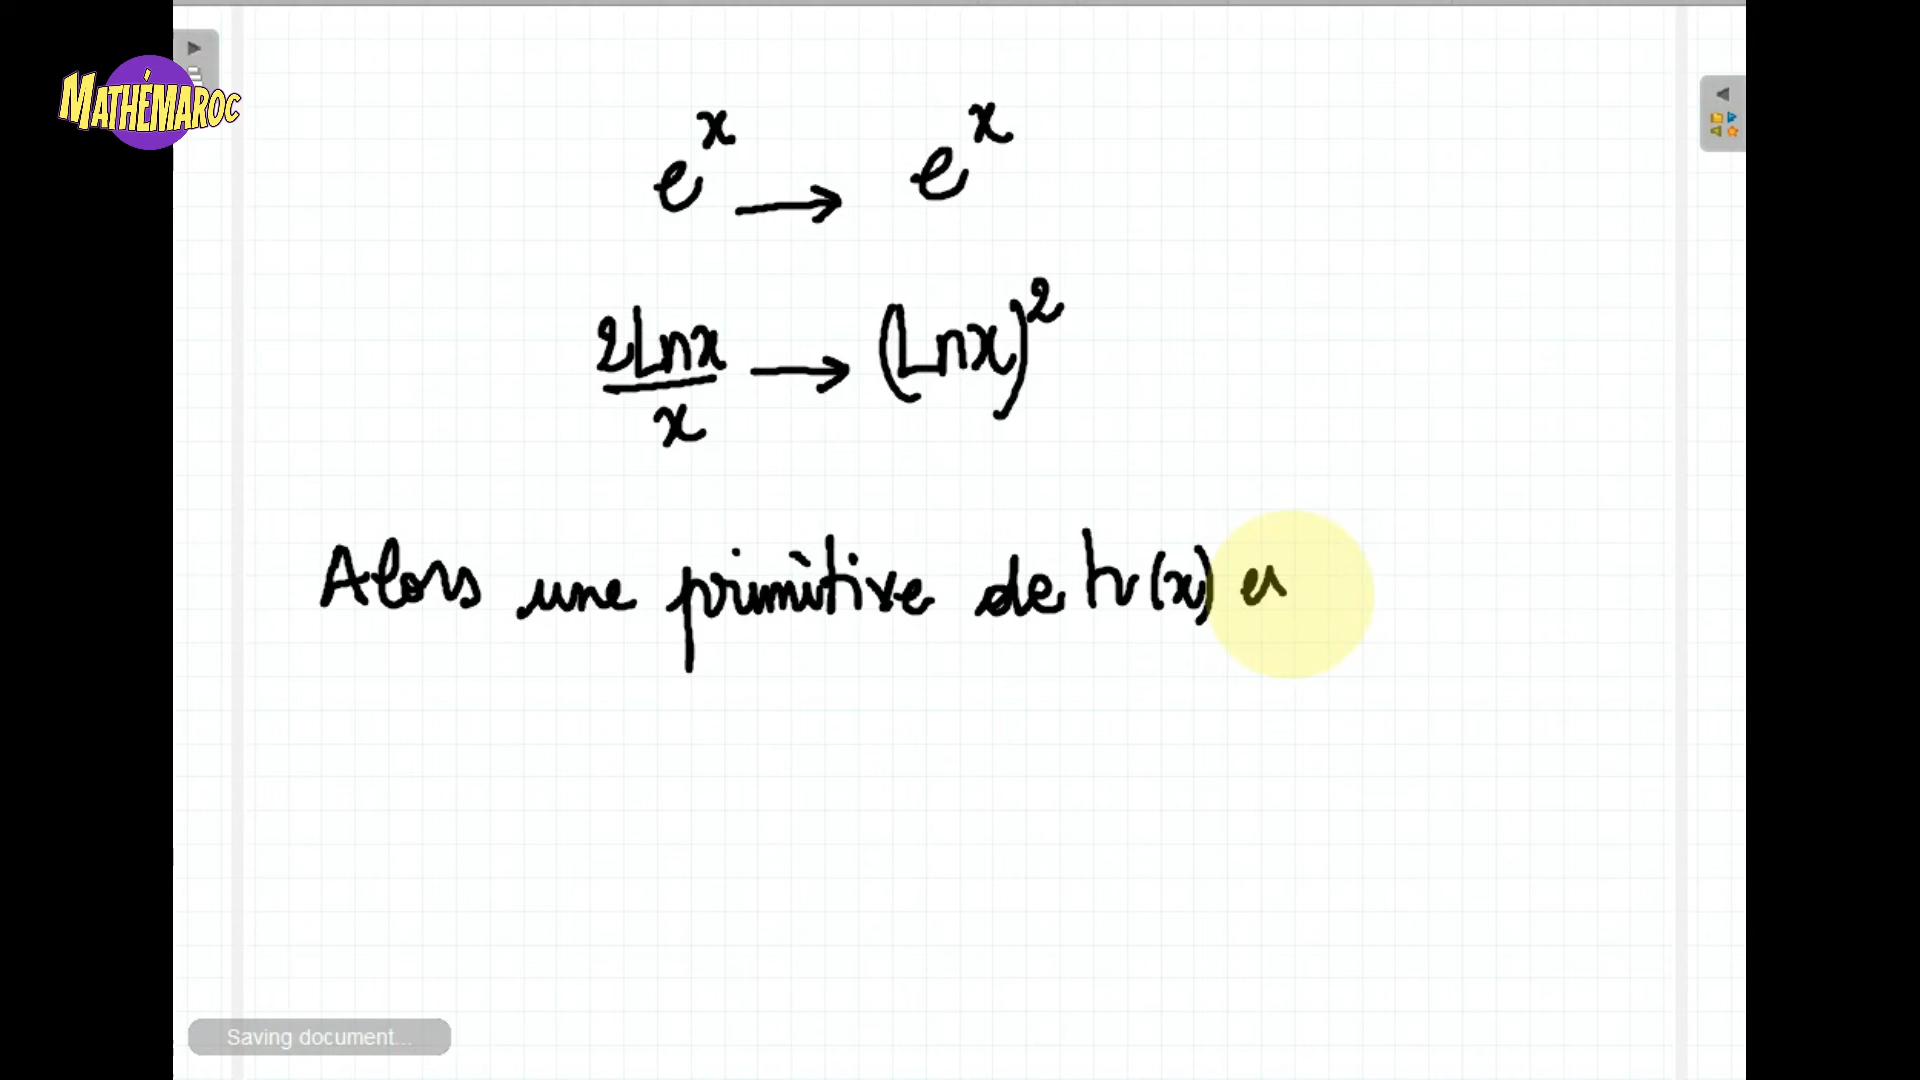 MATHÉMAROC
e^x → e^x
2Lnx/x → (Lnx)^2
Alors une primitive de h(x) es
Saving document...